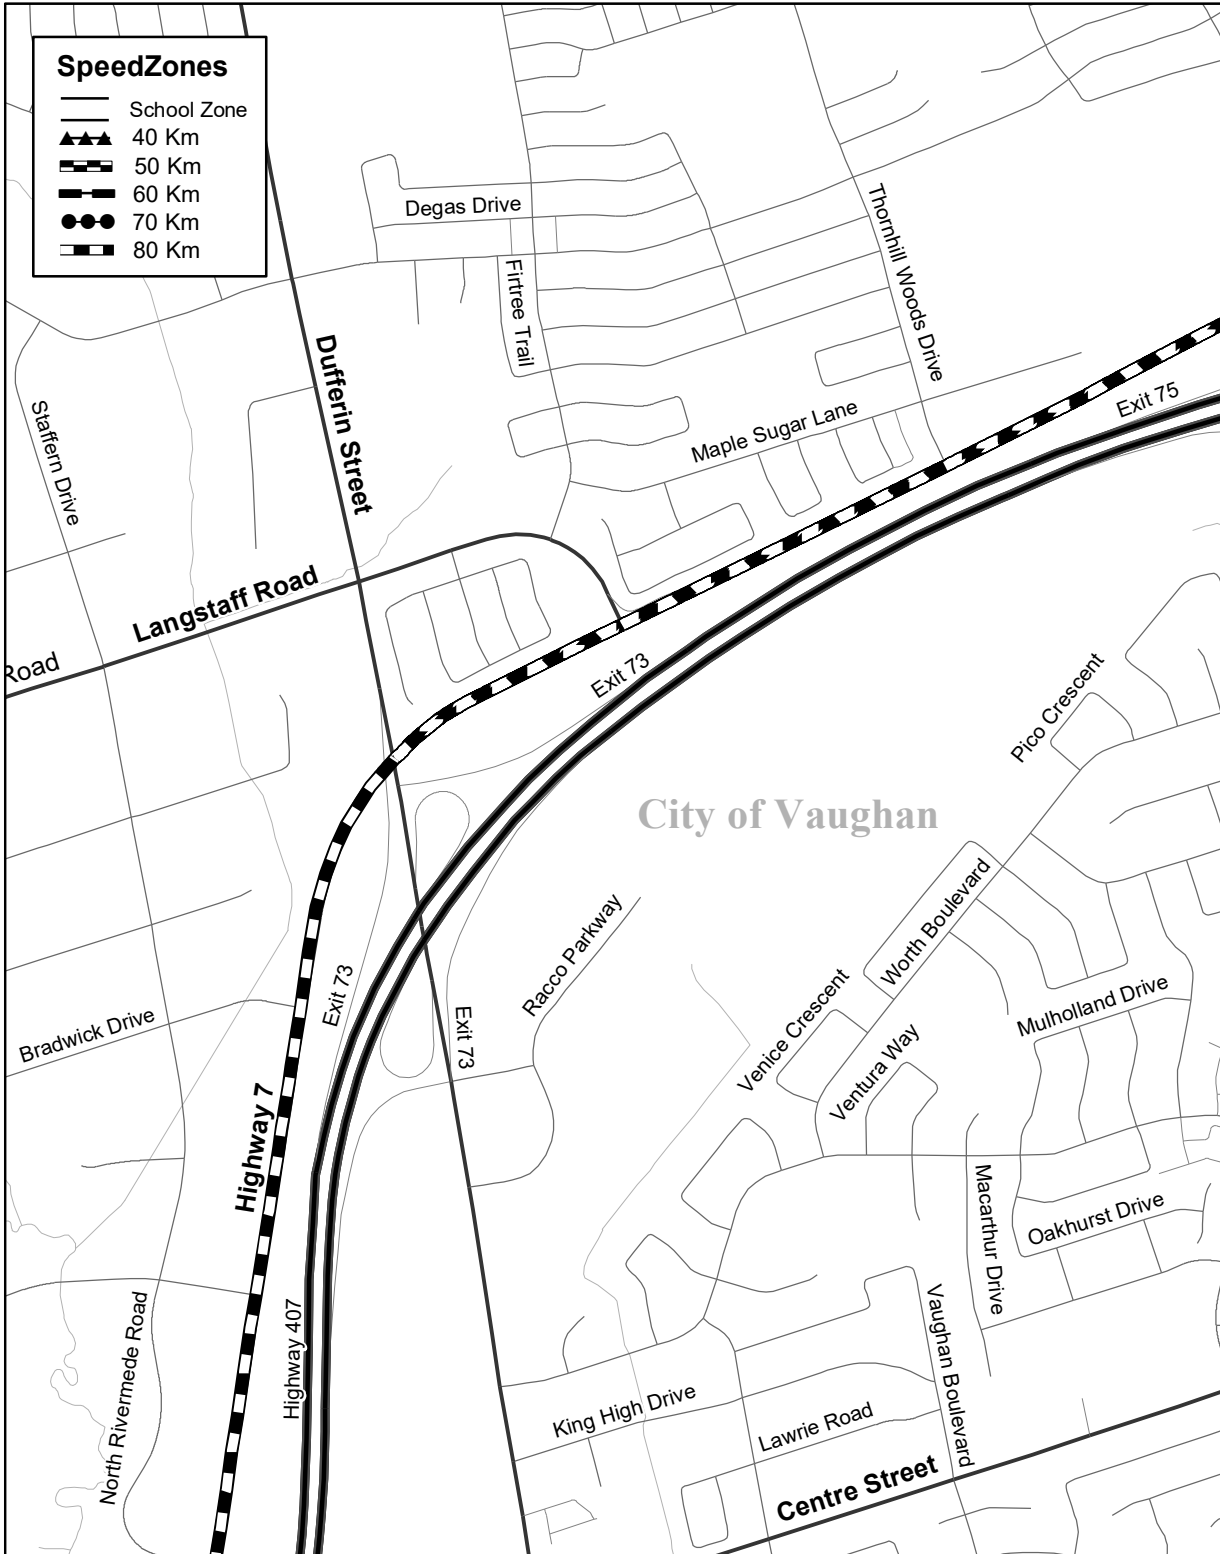 SpeedZones
School Zone
40 Km
50 Km
60 Km
70 Km
80 Km
Degas Drive
Firtree Trail
Thornhill Woods Drive
Dufferin Street
Staffern Drive
Maple Sugar Lane
Exit 75
Langstaff Road
Road
Exit 73
Pico Crescent
City of Vaughan
Worth Boulevard
Racco Parkway
Exit 73
Exit 73
Bradwick Drive
Venice Crescent
Ventura Way
Mulholland Drive
Highway 7
Macarthur Drive
Oakhurst Drive
Highway 407
North Rivermede Road
Vaughan Boulevard
King High Drive
Lawrie Road
Centre Street